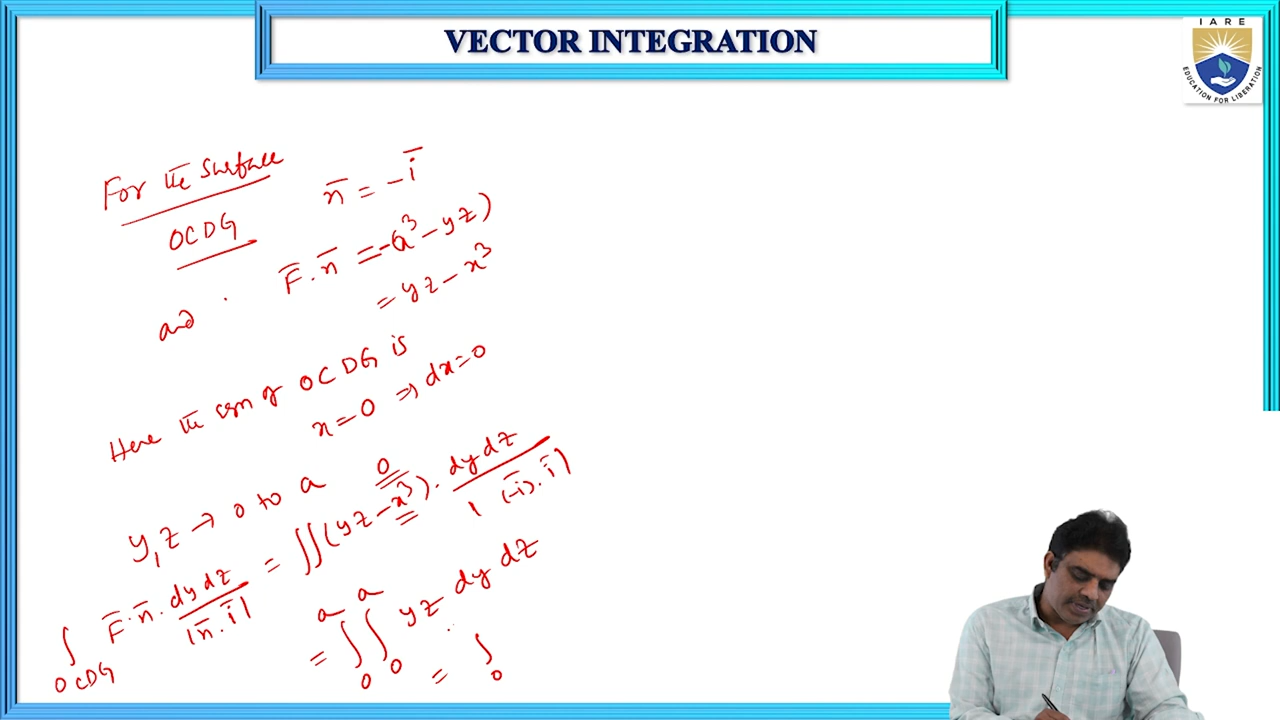 VECTOR INTEGRATION
IARE
EDUCATION FOR LIBERATION
For the surface
OCDG
n̄ = -ī
and F̄.n̄ = -(x³-yz)
= yz - x³
Here the eqn of OCDG is
x=0 ⇒ dx=0
y,z → 0 to a
∫ OCDG F̄.n̄. dy dz / |n̄.ī| = ∫∫(yz - x³). dy dz / |(-ī).ī|
0
= ∫₀ᵃ ∫₀ᵃ yz dy dz
= ∫₀